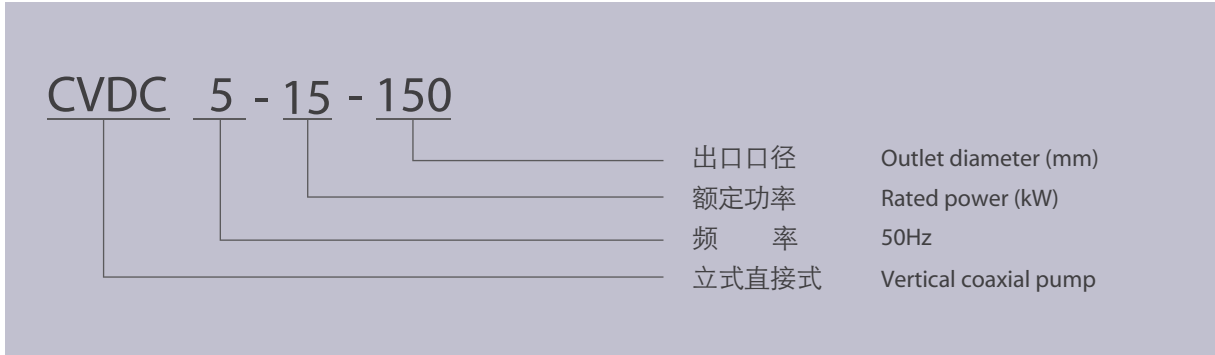 CVDC 5 - 15 - 150
出口口径 Outlet diameter (mm)
额定功率 Rated power (kW)
频 率 50Hz
立式直接式 Vertical coaxial pump